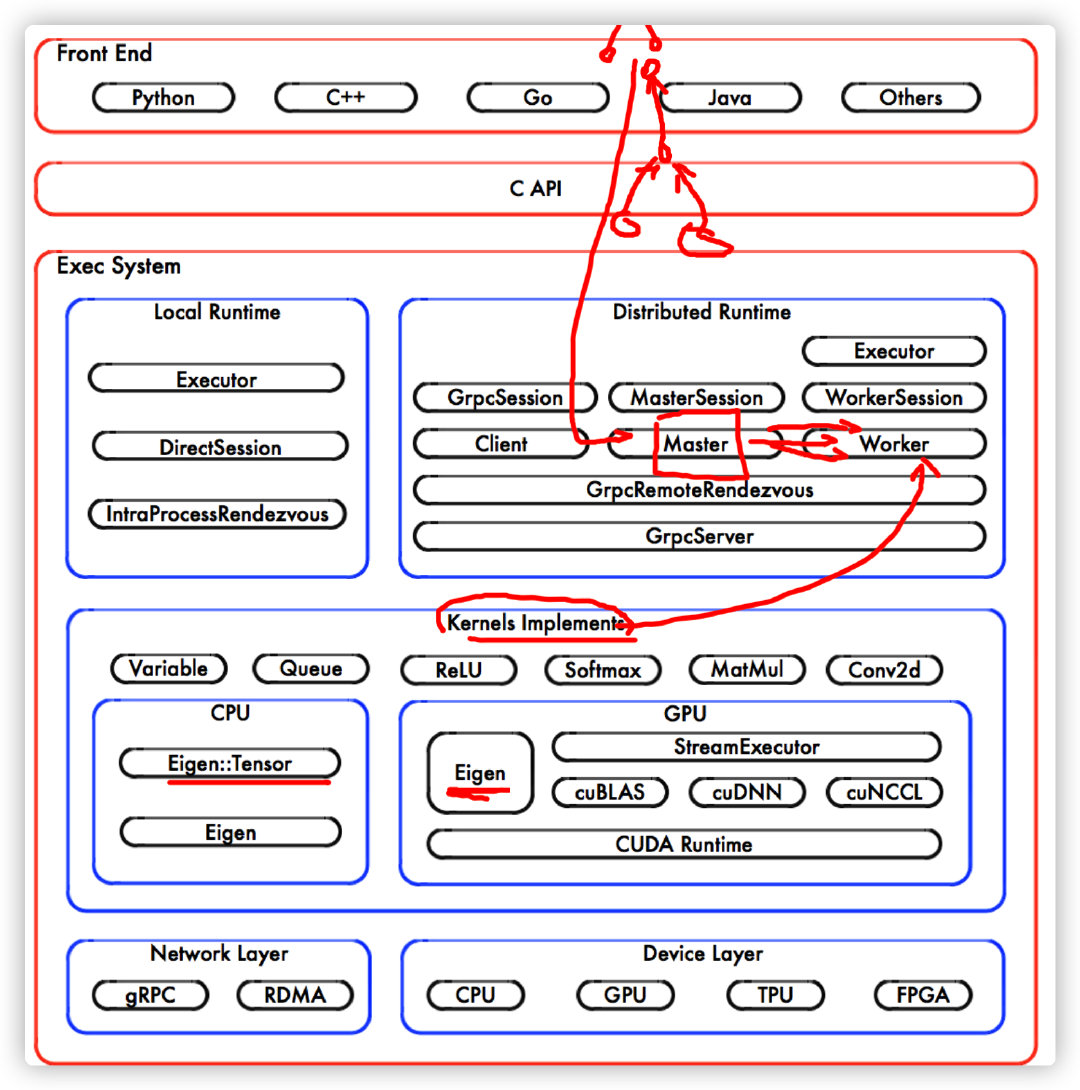 Front End
Python C++ Go Java Others
C API
Exec System
Local Runtime
Executor
DirectSession
IntraProcessRendezvous
Distributed Runtime
Executor
GrpcSession MasterSession WorkerSession
Client Master Worker
GrpcRemoteRendezvous
GrpcServer
Kernels Implements
Variable Queue ReLU Softmax MatMul Conv2d
CPU
Eigen::Tensor
Eigen
GPU
Eigen
StreamExecutor
cuBLAS cuDNN cuNCCL
CUDA Runtime
Network Layer
gRPC RDMA
Device Layer
CPU GPU TPU FPGA